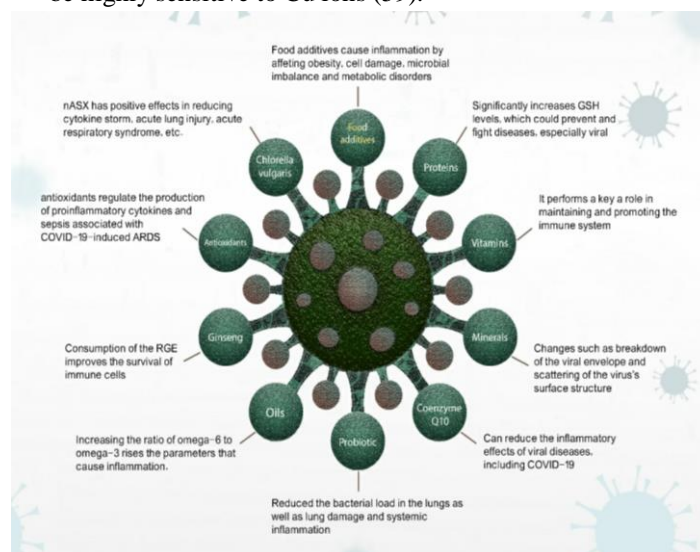 be highly sensitive to Cu ions (39).
Food additives cause inflammation by
affeting obesity, cell damage, microbial
imbalance and metabolic disorders
nASX has positive effects in reducing
cytokine storm, acute lung injury, acute
respiratory syndrome, etc.
Significantly increases GSH
levels, which could prevent and
fight diseases, especially viral
Food
additives
Chlorella
vulgaris
Proteins
antioxidants regulate the production
of proinflammatory cytokines and
sepsis associated with
COVID-19-induced ARDS
It performs a key a role in
maintaining and promoting the
immune system
Antioxidants
Vitamins
Ginseng
Minerals
Consumption of the RGE
improves the survival of
immune cells
Changes such as breakdown
of the viral envelope and
scattering of the virus's
surface structure
Oils
Coenzyme
Q10
Probiotic
Increasing the ratio of omega-6 to
omega-3 rises the parameters that
cause inflammation.
Can reduce the inflammatory
effects of viral diseases,
including COVID-19
Reduced the bacterial load in the lungs as
well as lung damage and systemic
inflammation